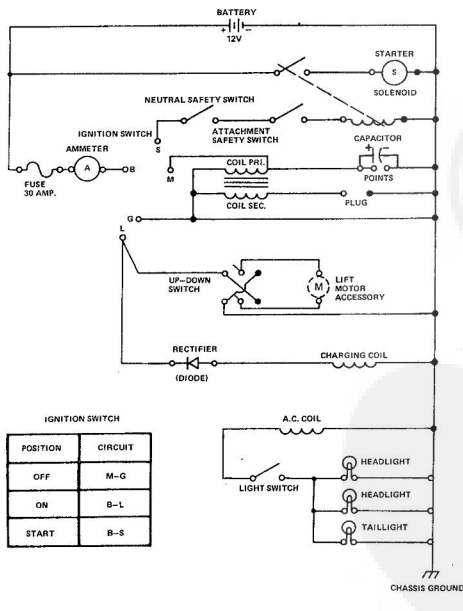 BATTERY
+ −
12V
STARTER
S
SOLENOID
NEUTRAL SAFETY SWITCH
IGNITION SWITCH
ATTACHMENT
SAFETY SWITCH
S
CAPACITOR
+ −
AMMETER
A
B
M
COIL PRI.
POINTS
FUSE
30 AMP.
COIL SEC.
PLUG
G
L
UP-DOWN
SWITCH
M
LIFT
MOTOR
ACCESSORY
RECTIFIER
(DIODE)
CHARGING COIL
A.C. COIL
LIGHT SWITCH
HEADLIGHT
HEADLIGHT
TAILLIGHT
CHASSIS GROUND
IGNITION SWITCH
POSITION CIRCUIT
OFF M–G
ON B–L
START B–S